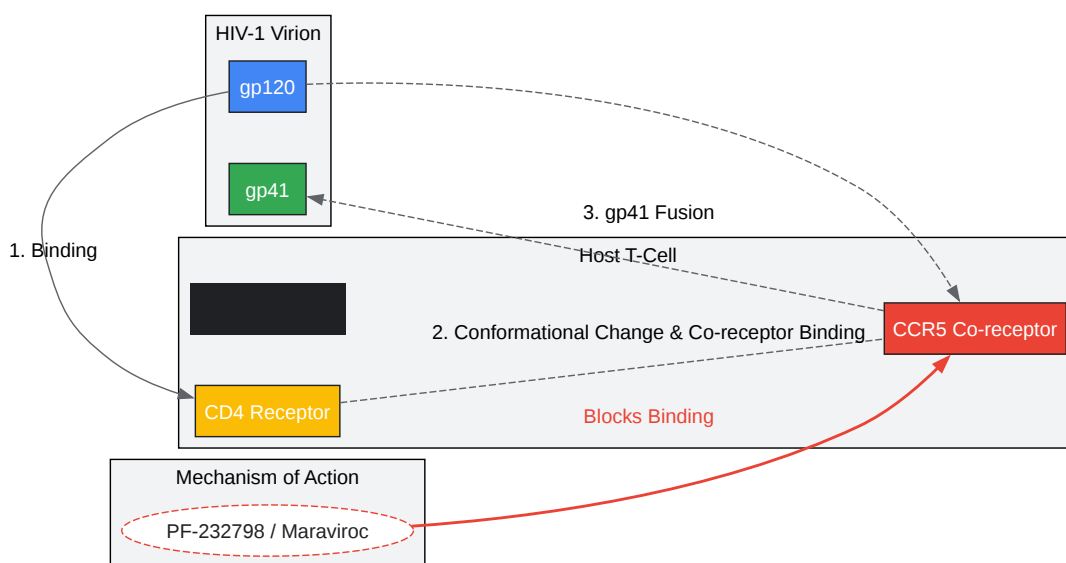 HIV-1 Virion
gp120
gp41
3. gp41 Fusion
1. Binding
Host T-Cell
2. Conformational Change & Co-receptor Binding
CCR5 Co-receptor
CD4 Receptor
Blocks Binding
Mechanism of Action
PF-232798 / Maraviroc